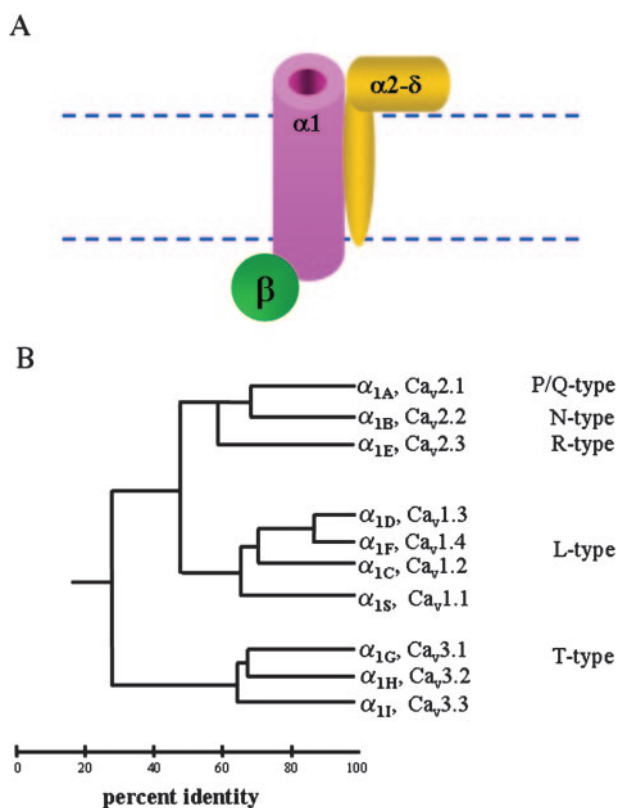 A
α2-δ
α1
β
B
α1A, Cav2.1 P/Q-type
α1B, Cav2.2 N-type
α1E, Cav2.3 R-type
α1D, Cav1.3
α1F, Cav1.4 L-type
α1C, Cav1.2
α1S, Cav1.1
α1G, Cav3.1 T-type
α1H, Cav3.2
α1I, Cav3.3
0 20 40 60 80 100
percent identity